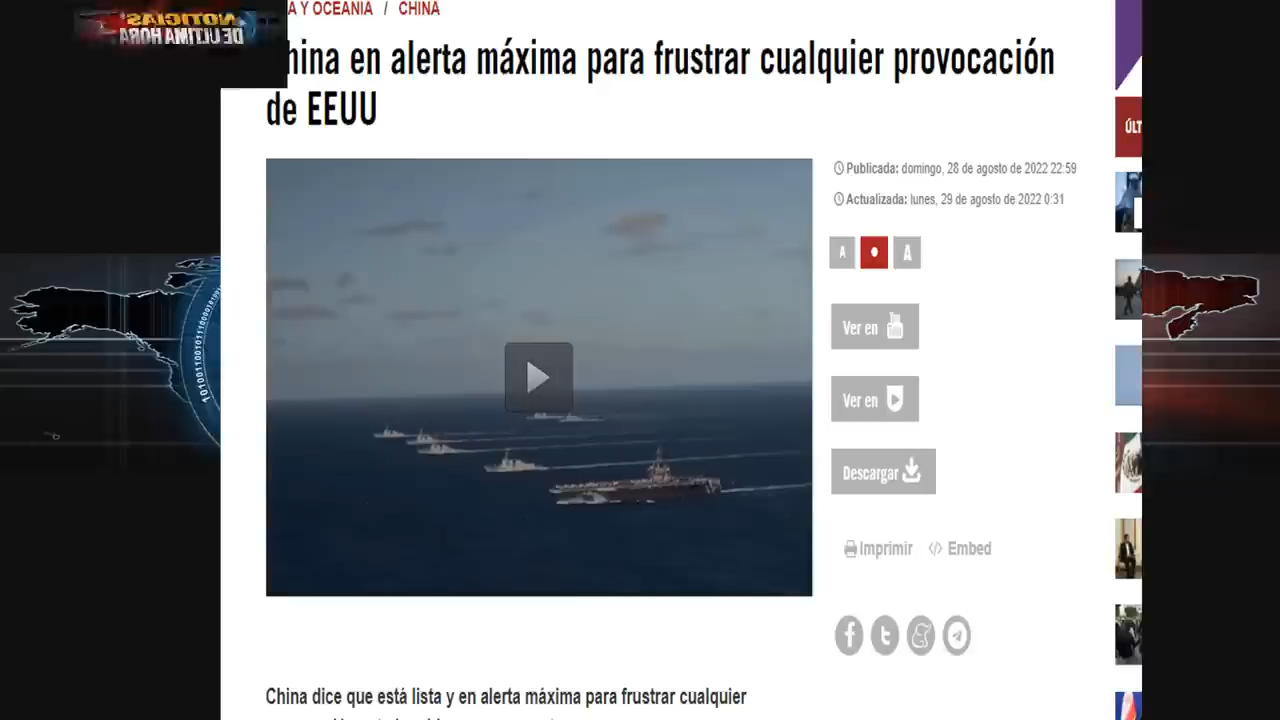 NOTICIAS
DE ULTIMA HORA
A Y OCEANIA / CHINA
hina en alerta máxima para frustrar cualquier provocación
de EEUU
Publicada: domingo, 28 de agosto de 2022 22:59
Actualizada: lunes, 29 de agosto de 2022 0:31
A A
Ver en
Ver en
Descargar
Imprimir </> Embed
ÚLT
China dice que está lista y en alerta máxima para frustrar cualquier